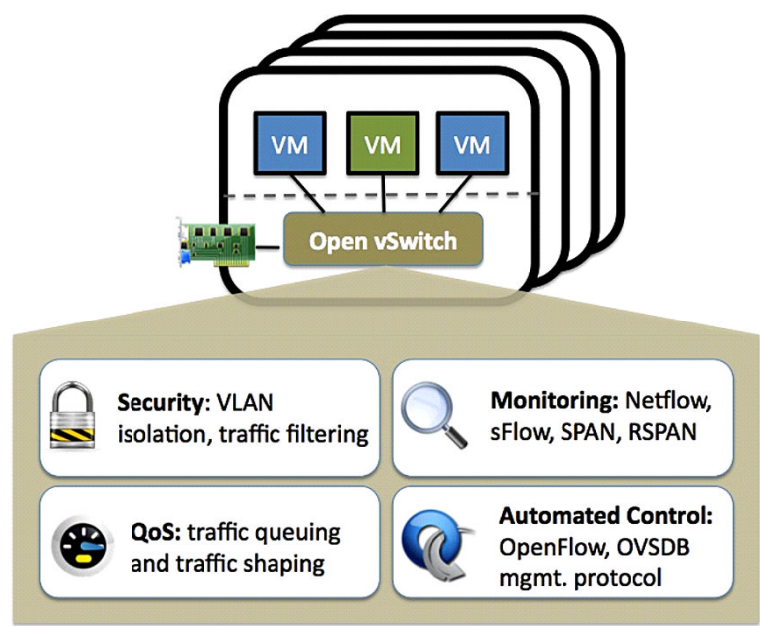 VM VM VM
Open vSwitch
Security: VLAN
isolation, traffic filtering
Monitoring: Netflow,
sFlow, SPAN, RSPAN
QoS: traffic queuing
and traffic shaping
Automated Control:
OpenFlow, OVSDB
mgmt. protocol